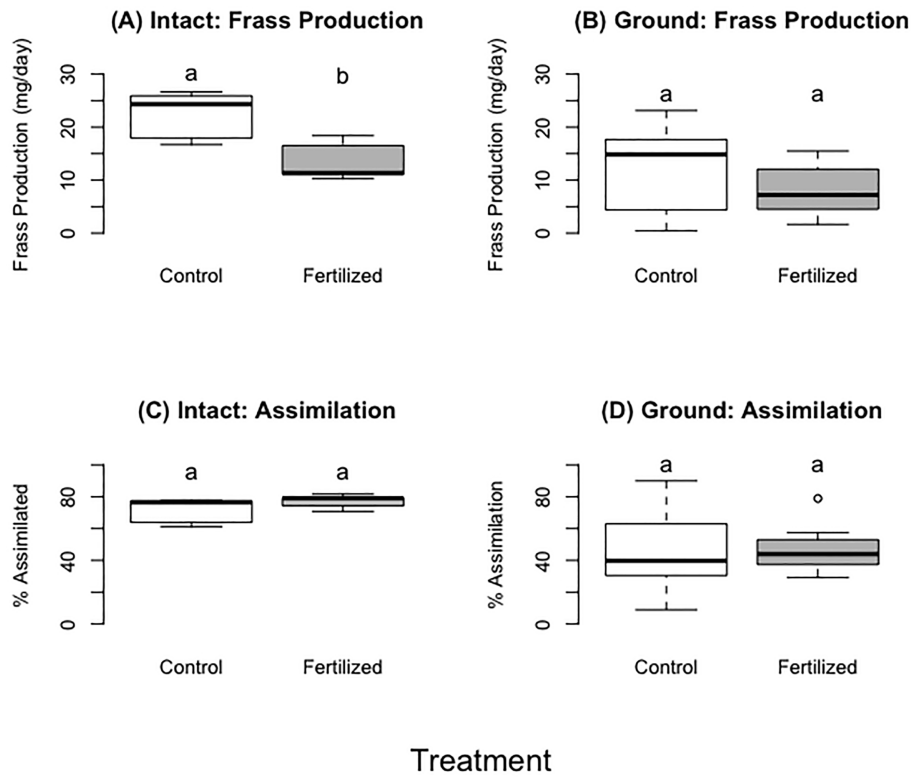 (A) Intact: Frass Production
Frass Production (mg/day)
30
20
10
0
a
b
Control
Fertilized
(B) Ground: Frass Production
Frass Production (mg/day)
30
20
10
0
a
a
Control
Fertilized
(C) Intact: Assimilation
% Assimilated
80
40
0
a
a
Control
Fertilized
(D) Ground: Assimilation
% Assimilation
80
40
0
a
a
Control
Fertilized
Treatment